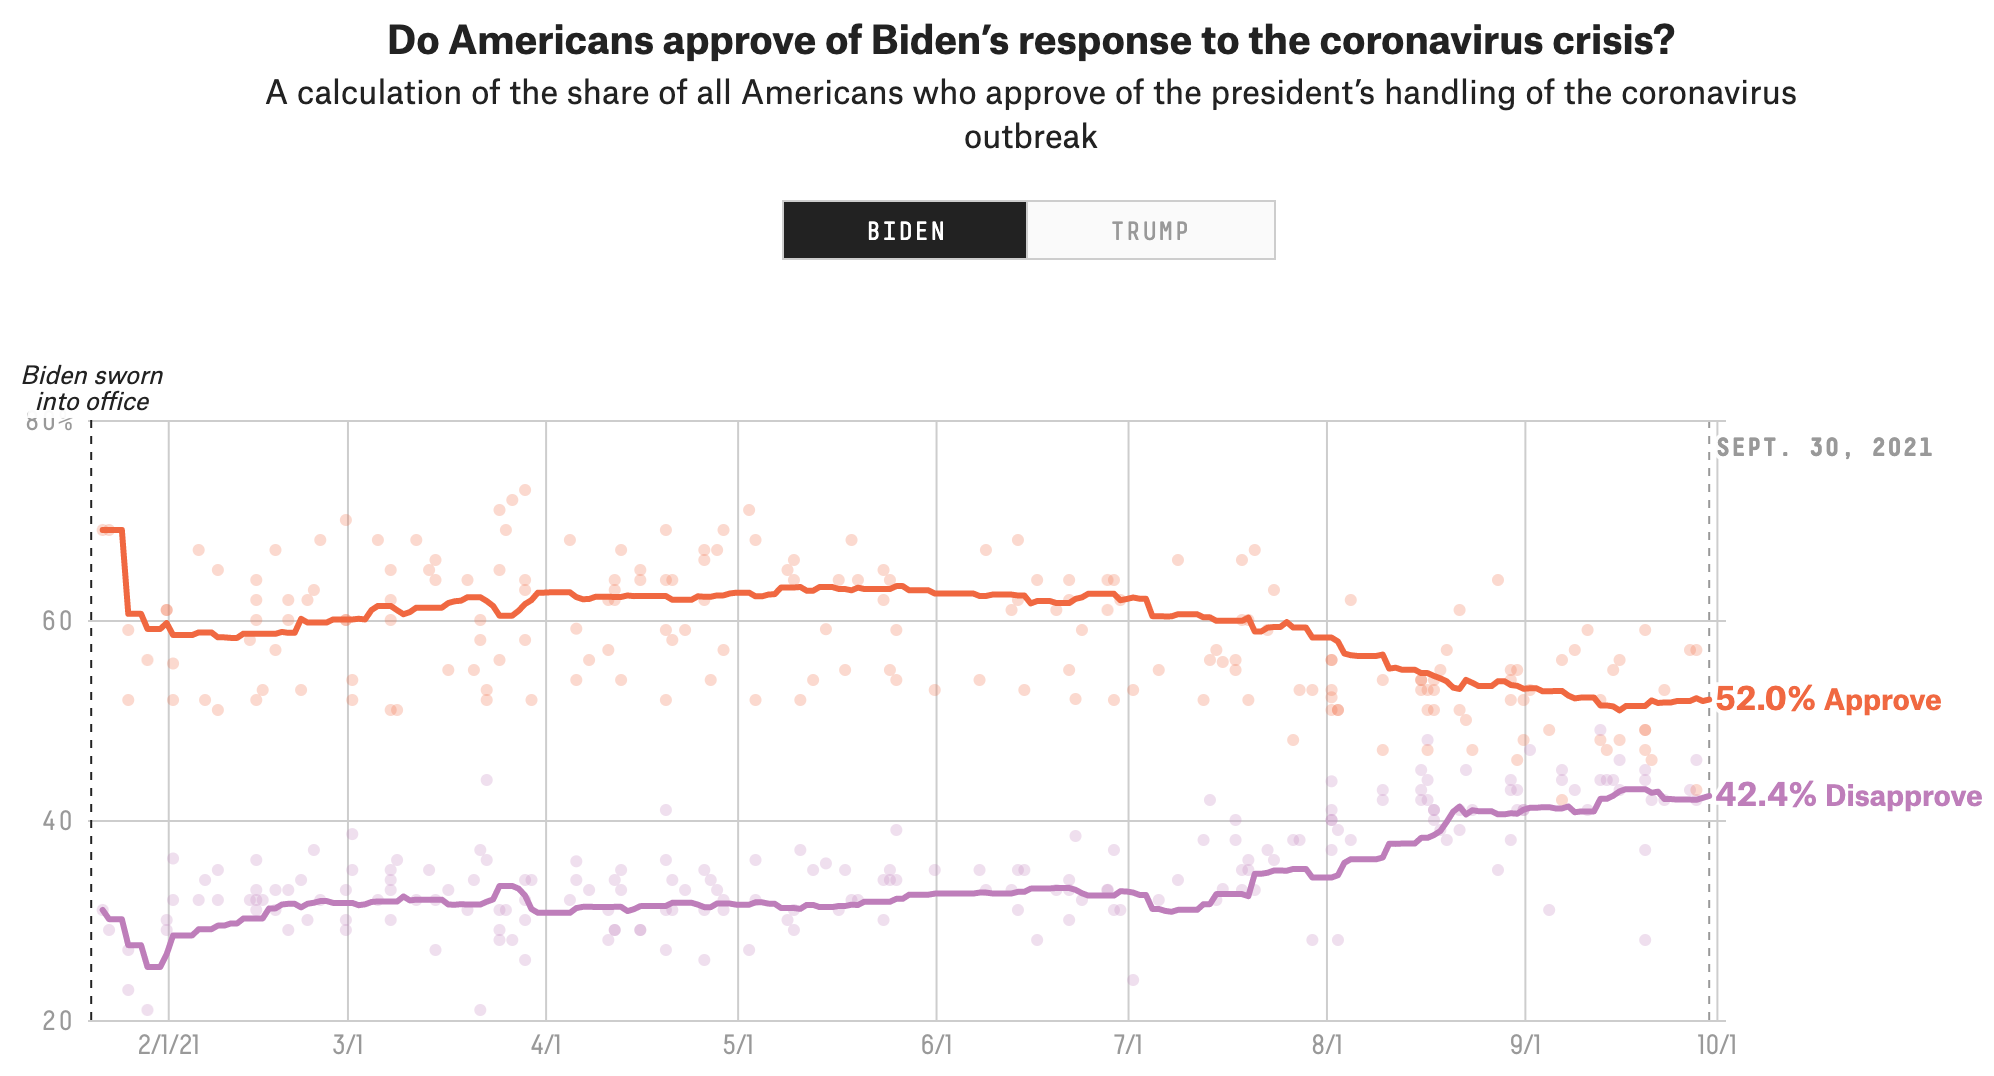 Do Americans approve of Biden’s response to the coronavirus crisis?
A calculation of the share of all Americans who approve of the president’s handling of the coronavirus
outbreak
BIDEN TRUMP
Biden sworn
into office
80%
SEPT. 30, 2021
60
52.0% Approve
42.4% Disapprove
40
20
2/1/21 3/1 4/1 5/1 6/1 7/1 8/1 9/1 10/1